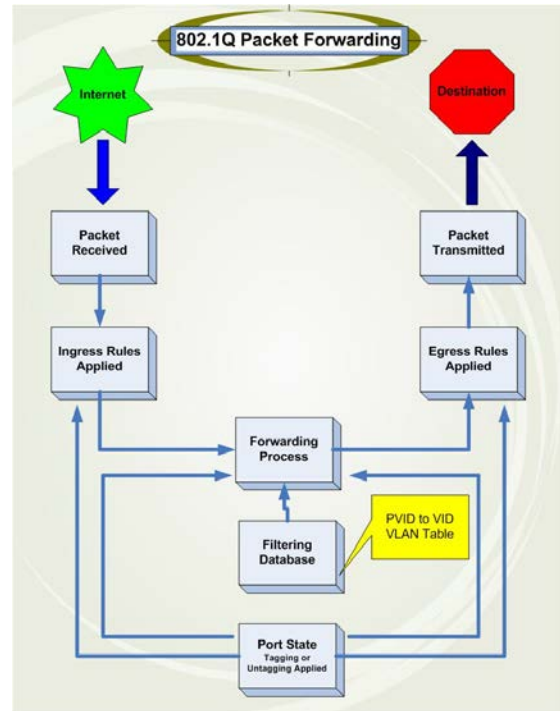 802.1Q Packet Forwarding
Internet
Destination
Packet
Received
Packet
Transmitted
Ingress Rules
Applied
Egress Rules
Applied
Forwarding
Process
PVID to VID
VLAN Table
Filtering
Database
Port State
Tagging or
Untagging Applied